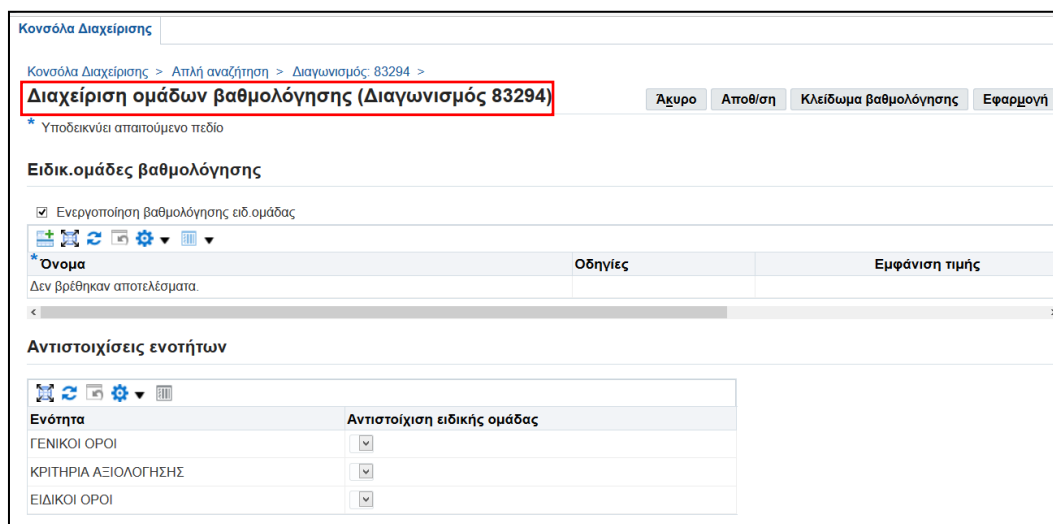 Κονσόλα Διαχείρισης
Κονσόλα Διαχείρισης > Απλή αναζήτηση > Διαγωνισμός: 83294 >
Διαχείριση ομάδων βαθμολόγησης (Διαγωνισμός 83294)
Άκυρο Αποθ/ση Κλείδωμα βαθμολόγησης Εφαρμογή
* Υποδεικνύει απαιτούμενο πεδίο
Ειδικ.ομάδες βαθμολόγησης
Ενεργοποίηση βαθμολόγησης ειδ.ομάδας
* Όνομα Οδηγίες Εμφάνιση τιμής
Δεν βρέθηκαν αποτελέσματα.
Αντιστοιχίσεις ενοτήτων
Ενότητα Αντιστοίχιση ειδικής ομάδας
ΓΕΝΙΚΟΙ ΟΡΟΙ
ΚΡΙΤΗΡΙΑ ΑΞΙΟΛΟΓΗΣΗΣ
ΕΙΔΙΚΟΙ ΟΡΟΙ